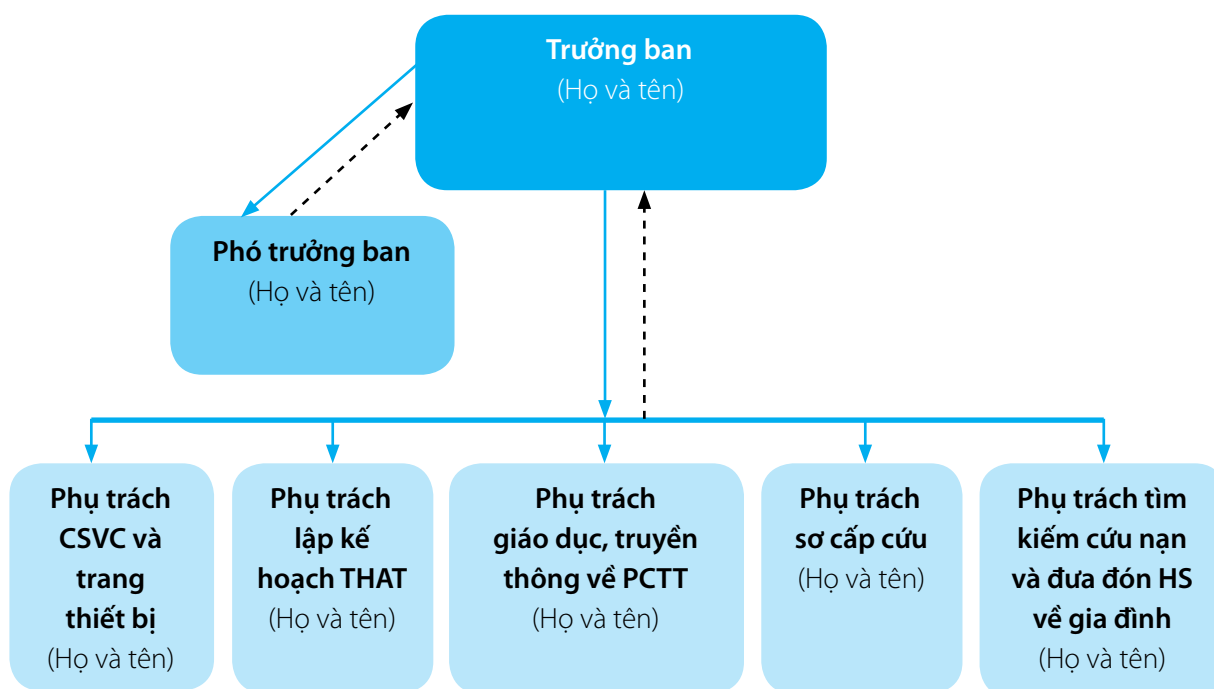 Trưởng ban
(Họ và tên)
Phó trưởng ban
(Họ và tên)
Phụ trách
CSVC và
trang
thiết bị
(Họ và tên)
Phụ trách
lập kế
hoạch THAT
(Họ và tên)
Phụ trách
giáo dục, truyền
thông về PCTT
(Họ và tên)
Phụ trách
sơ cấp cứu
(Họ và tên)
Phụ trách tìm
kiếm cứu nạn
và đưa đón HS
về gia đình
(Họ và tên)